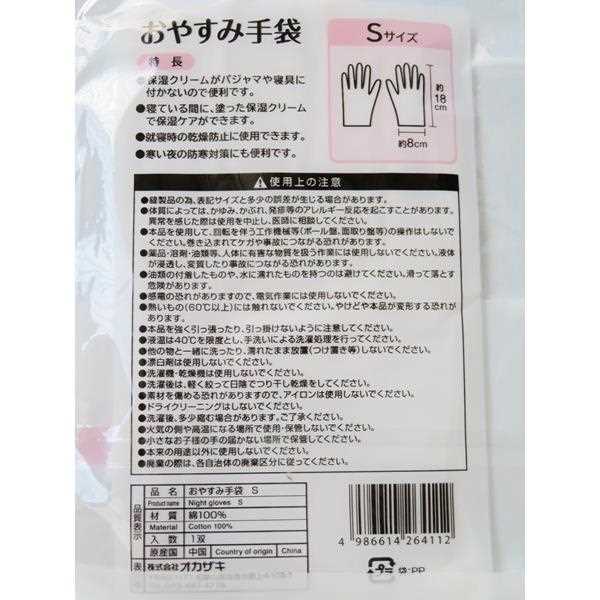 おやすみ手袋
特長
●保湿クリームがパジャマや寝具に
付かないので便利です。
●寝ている間に、塗った保湿クリーム
で保湿ケアができます。
●就寝時の乾燥防止に使用できます。
●寒い夜の防寒対策にも便利です。
Sサイズ
約18cm
約8cm
⚠使用上の注意
●縫製品の為、表記サイズと多少の誤差が生じる場合があります。
●体質によっては、かゆみ、かぶれ、発疹等のアレルギー反応を起こすことがあります。
異常を感じた際は使用を中止し、医師に相談してください。
●本品を使用して、回転を伴う工作機械等(ボール盤、面取り盤等)の操作はしないで
ください。巻き込まれてケガや事故につながる恐れがあります。
●薬品・溶剤・油類等、人体に有害な物質を扱う作業には使用しないでください。液体
が浸透し、変質したり事故につながる恐れがあります。
●油類の付着したものや、水に濡れたものを持つのは避けてください。滑って落とす
危険があります。
●感電の恐れがありますので、電気作業には使用しないでください。
●熱いもの(60℃以上)には触れないでください。やけどや本品が変形する恐れが
あります。
●本品を強く引っ張ったり、引っ掛けないように注意してください。
●液温は40℃を限度とし、手洗いによる洗濯処理を行ってください。
●他の物と一緒に洗ったり、濡れたまま放置(つけ置き等)しないでください。
●漂白剤は使用しないでください。
●洗濯機・乾燥機は使用しないでください。
●洗濯後は、軽く絞って日陰でつり干し乾燥をしてください。
●素材を傷める恐れがありますので、アイロンは使用しないでください。
●ドライクリーニングはしないでください。
●洗濯後、多少縮む場合があります。ご了承ください。
●火気の側や高温になる場所で使用・保管しないでください。
●小さなお子様の手の届かない場所で保管してください。
●本来の用途以外に使用しないでください。
●廃棄の際は、各自治体の廃棄区分に従ってください。
品質表示
品 名 おやすみ手袋 S
Product name Night gloves S
材 質 綿100%
Material Cotton 100%
入 数 1双
原産国 中国 Country of origin China
株式会社 オカザキ
4 986614 264112
プラ 袋:PP